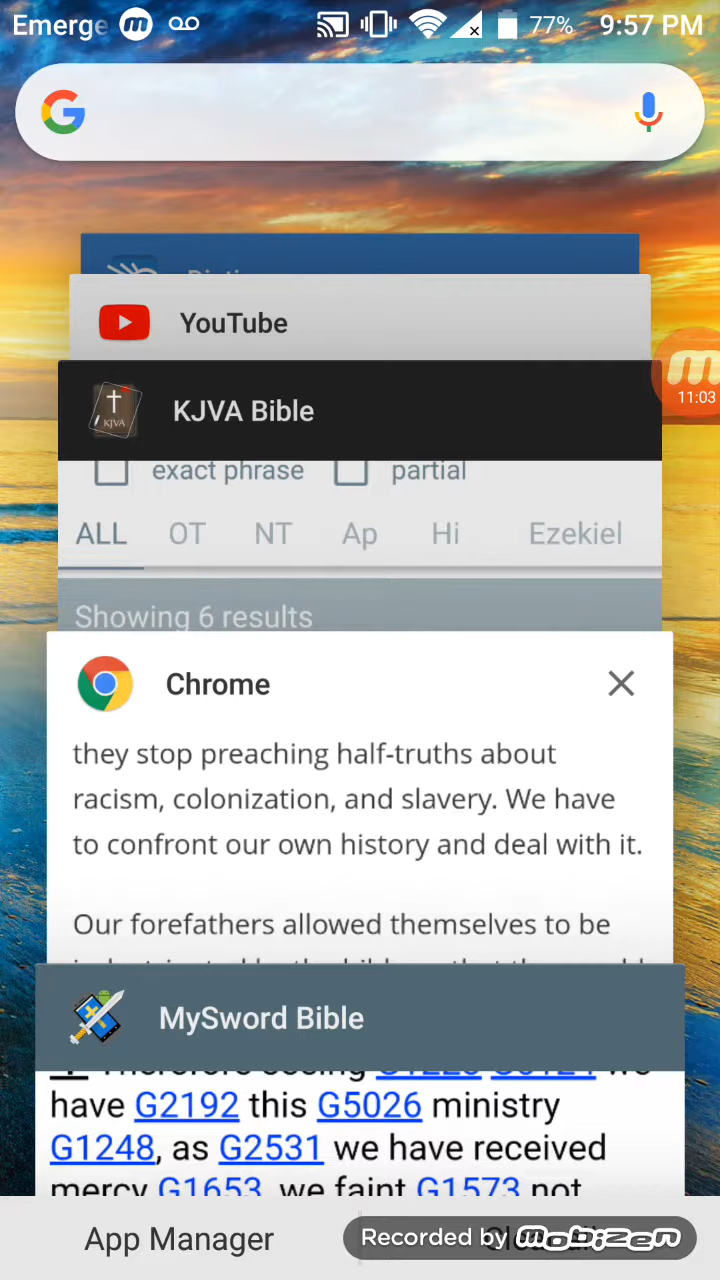 Emerge
77% 9:57 PM
YouTube
11:03
KJVA
KJVA Bible
exact phrase partial
ALL OT NT Ap Hi Ezekiel
Showing 6 results
Chrome
they stop preaching half-truths about
racism, colonization, and slavery. We have
to confront our own history and deal with it.
Our forefathers allowed themselves to be
MySword Bible
have G2192 this G5026 ministry
G1248, as G2531 we have received
mercy G1653, we faint G1573 not
App Manager
Recorded by mobizen